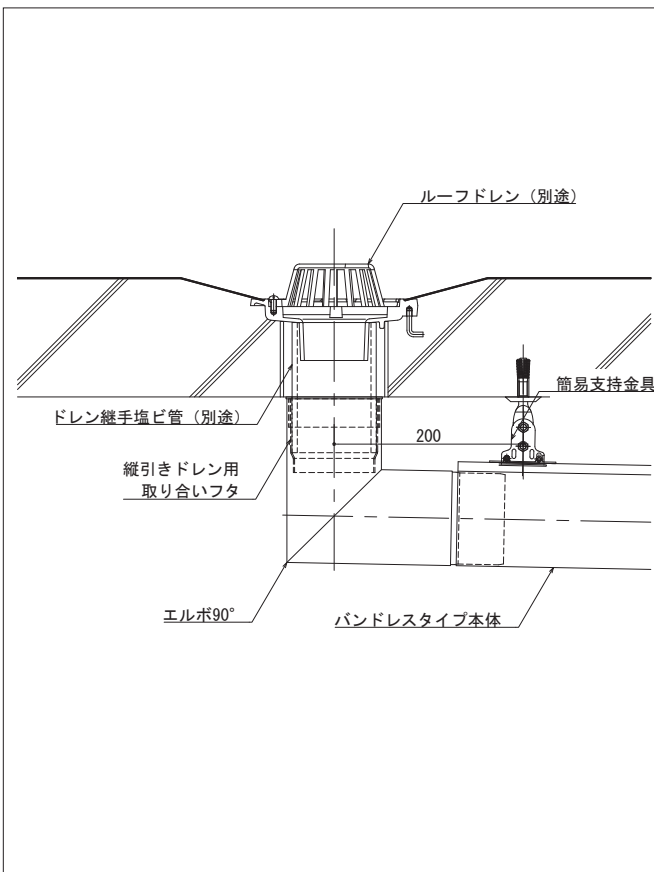 ルーフドレン（別途）
簡易支持金具
ドレン継手塩ビ管（別途）
200
縦引きドレン用
取り合いフタ
エルボ90°
バンドレスタイプ本体